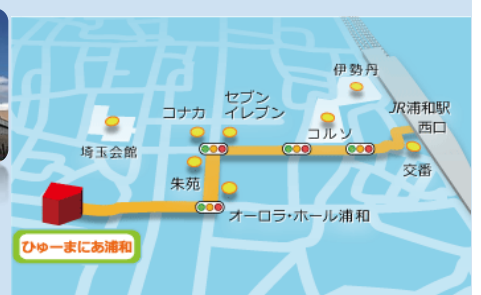 伊勢丹
セブン
イレブン
コナカ
JR浦和駅
西口
コルソ
埼玉会館
交番
朱苑
オーロラ・ホール浦和
ひゅーまにあ浦和